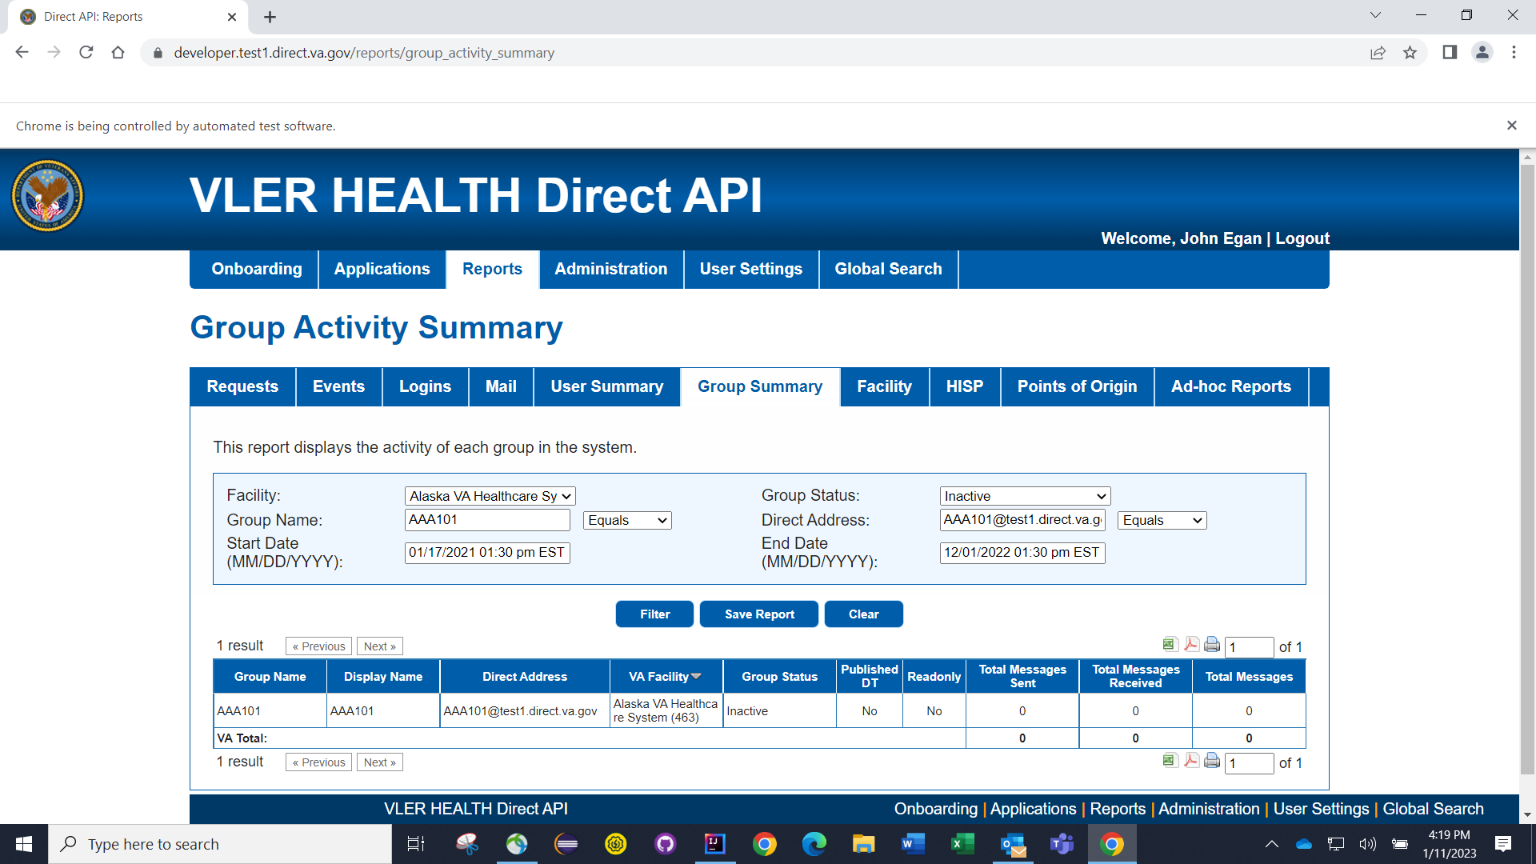 Direct API: Reports
developer.test1.direct.va.gov/reports/group_activity_summary
Chrome is being controlled by automated test software.
VLER HEALTH Direct API
Welcome, John Egan | Logout
Onboarding Applications Reports Administration User Settings Global Search
Group Activity Summary
Requests Events Logins Mail User Summary Group Summary Facility HISP Points of Origin Ad-hoc Reports
This report displays the activity of each group in the system.
Facility: Alaska VA Healthcare Sy Group Status: Inactive
Group Name: AAA101 Equals Direct Address: AAA101@test1.direct.va.g Equals
Start Date (MM/DD/YYYY): 01/17/2021 01:30 pm EST End Date (MM/DD/YYYY): 12/01/2022 01:30 pm EST
Filter Save Report Clear
1 result « Previous Next » 1 of 1
Group Name Display Name Direct Address VA Facility Group Status Published DT Readonly Total Messages Sent Total Messages Received Total Messages
AAA101 AAA101 AAA101@test1.direct.va.gov Alaska VA Healthca re System (463) Inactive No No 0 0 0
VA Total: 0 0 0
1 result « Previous Next » 1 of 1
VLER HEALTH Direct API Onboarding | Applications | Reports | Administration | User Settings | Global Search
Type here to search
4:19 PM
1/11/2023